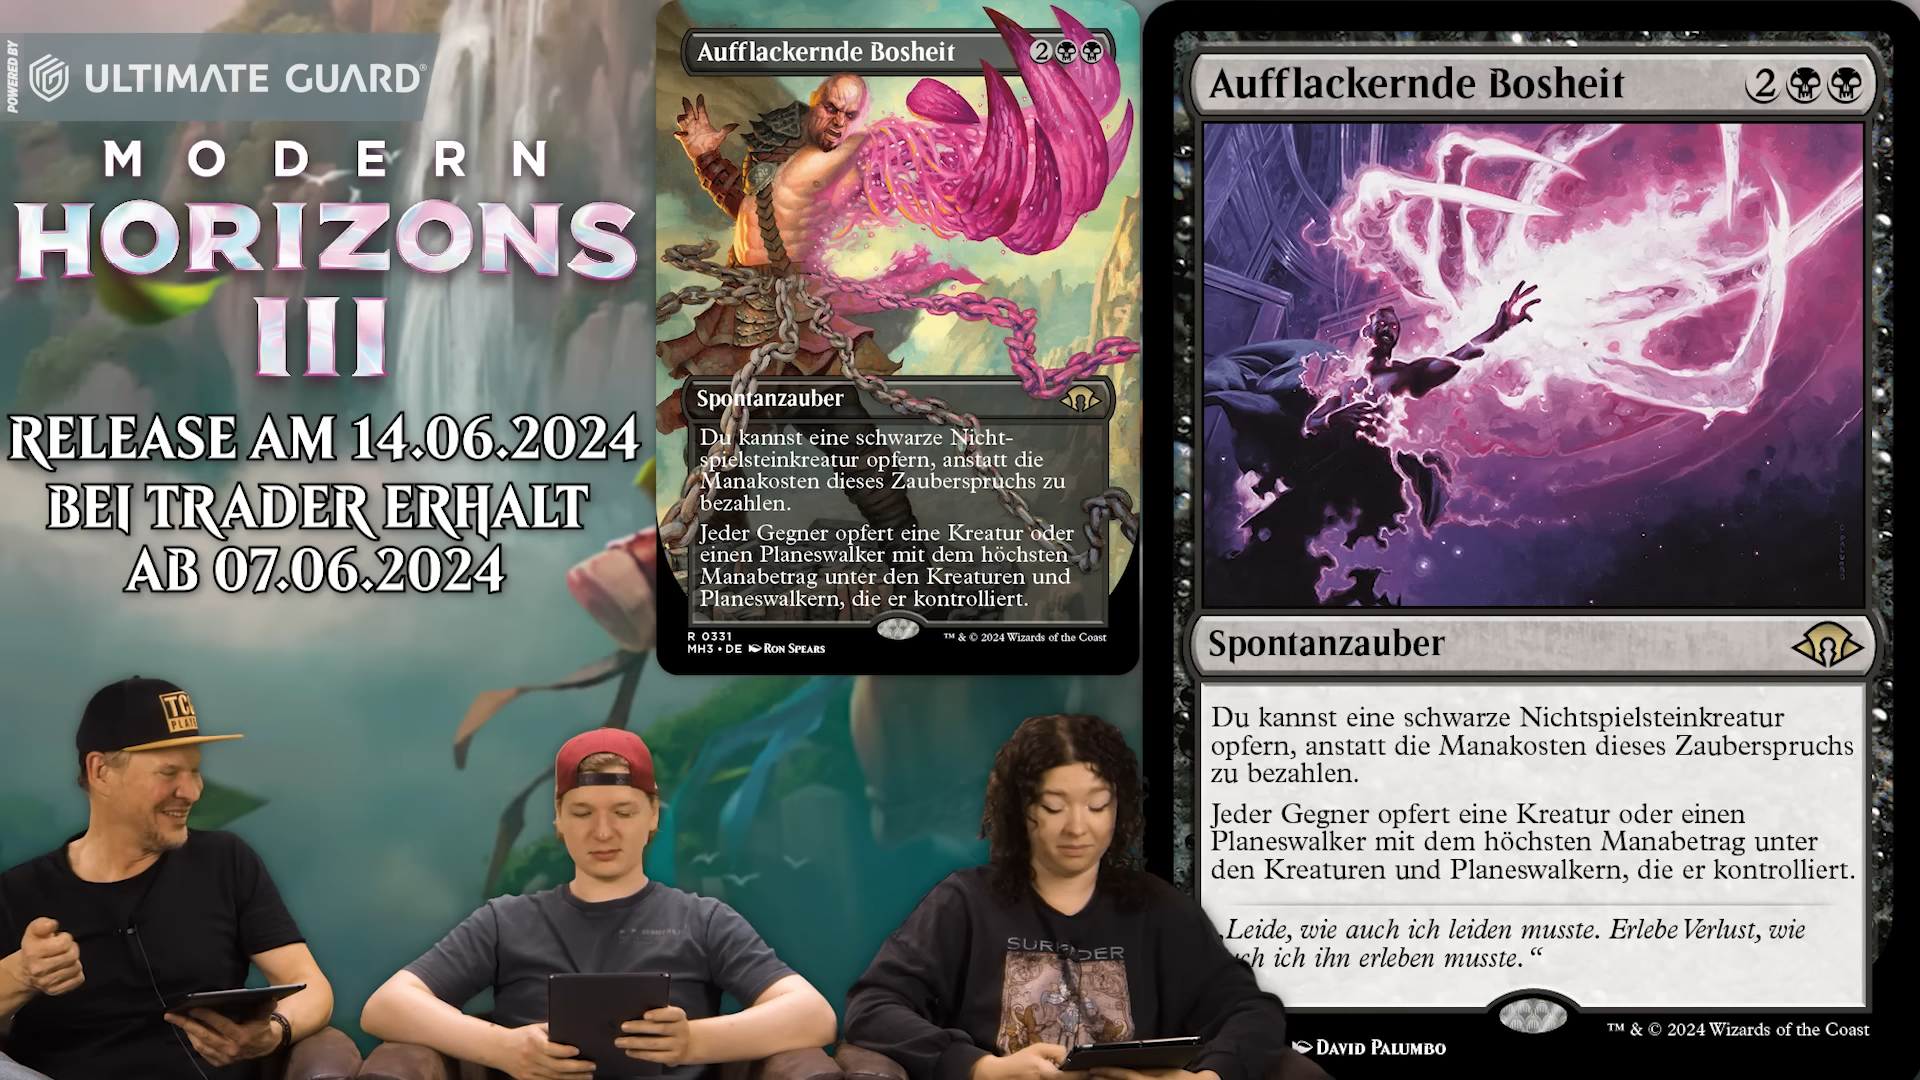 POWERED BY
ULTIMATE GUARD®
MODERN
HORIZONS
III
RELEASE AM 14.06.2024
BEI TRADER ERHALT
AB 07.06.2024
Aufflackernde Bosheit 2
Spontanzauber
Du kannst eine schwarze Nicht-
spielsteinkreatur opfern, anstatt die
Manakosten dieses Zauberspruchs zu
bezahlen.
Jeder Gegner opfert eine Kreatur oder
einen Planeswalker mit dem höchsten
Manabetrag unter den Kreaturen und
Planeswalkern, die er kontrolliert.
R 0331
MH3 • DE RON SPEARS
™ & © 2024 Wizards of the Coast
Aufflackernde Bosheit 2
Spontanzauber
Du kannst eine schwarze Nichtspielsteinkreatur
opfern, anstatt die Manakosten dieses Zauberspruchs
zu bezahlen.
Jeder Gegner opfert eine Kreatur oder einen
Planeswalker mit dem höchsten Manabetrag unter
den Kreaturen und Planeswalkern, die er kontrolliert.
„Leide, wie auch ich leiden musste. Erlebe Verlust, wie
ich ihn erleben musste.“
DAVID PALUMBO
™ & © 2024 Wizards of the Coast
TCG